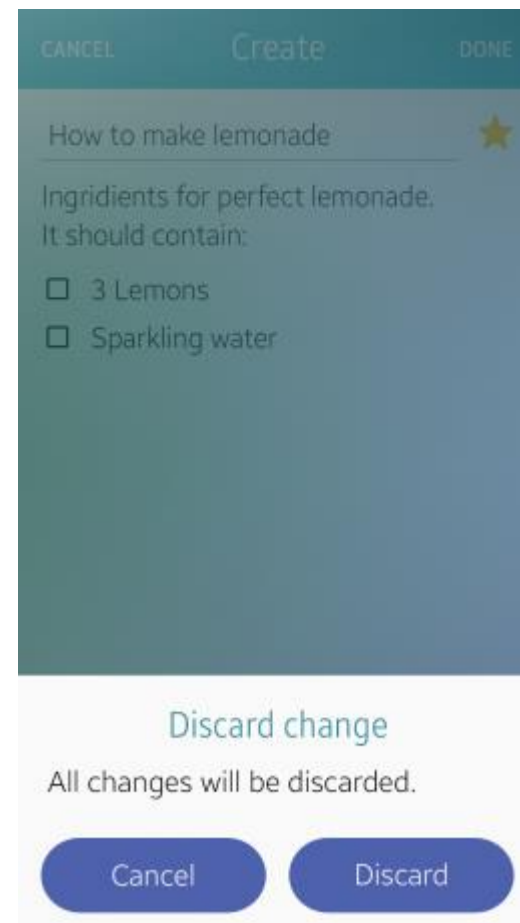 CANCEL Create DONE
How to make lemonade
Ingridients for perfect lemonade.
It should contain:
3 Lemons
Sparkling water
Discard change
All changes will be discarded.
Cancel Discard